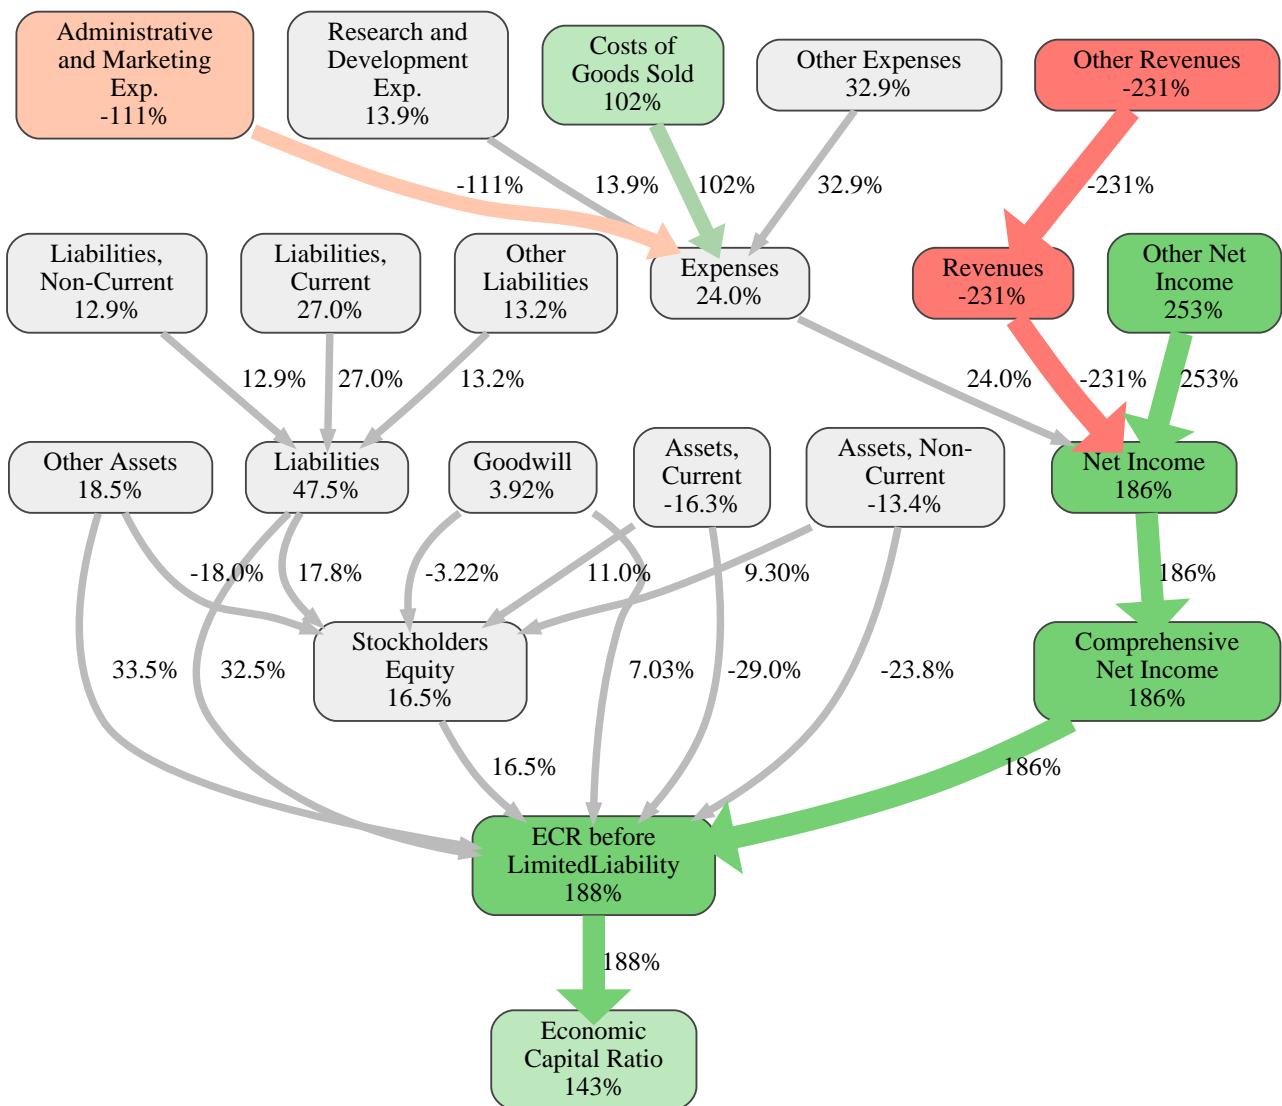 Administrative
and Marketing
Exp.
-111%
Research and
Development
Exp.
13.9%
Costs of
Goods Sold
102%
Other Expenses
32.9%
Other Revenues
-231%
-111%
13.9%
102%
32.9%
-231%
Liabilities,
Non-Current
12.9%
Liabilities,
Current
27.0%
Other
Liabilities
13.2%
Expenses
24.0%
Revenues
-231%
Other Net
Income
253%
12.9%
27.0%
13.2%
24.0%
-231%
253%
Other Assets
18.5%
Liabilities
47.5%
Goodwill
3.92%
Assets,
Current
-16.3%
Assets, Non-
Current
-13.4%
Net Income
186%
-18.0%
17.8%
-3.22%
11.0%
9.30%
186%
Stockholders
Equity
16.5%
Comprehensive
Net Income
186%
33.5%
32.5%
7.03%
-29.0%
-23.8%
16.5%
186%
ECR before
LimitedLiability
188%
188%
Economic
Capital Ratio
143%